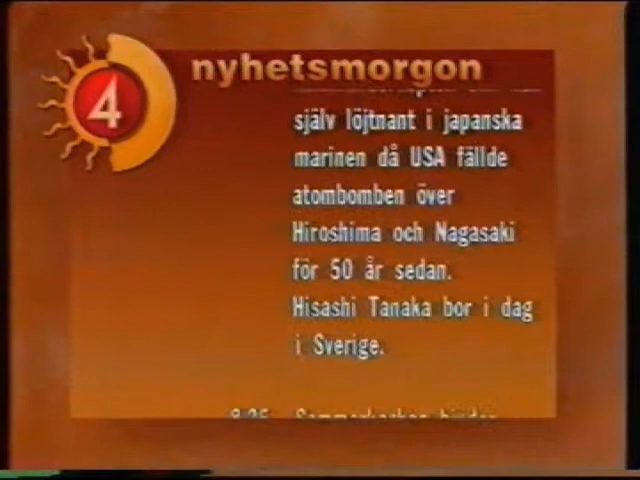 4
nyhetsmorgon
själv löjtnant i japanska
marinen då USA fällde
atombomben över
Hiroshima och Nagasaki
för 50 år sedan.
Hisashi Tanaka bor i dag
i Sverige.